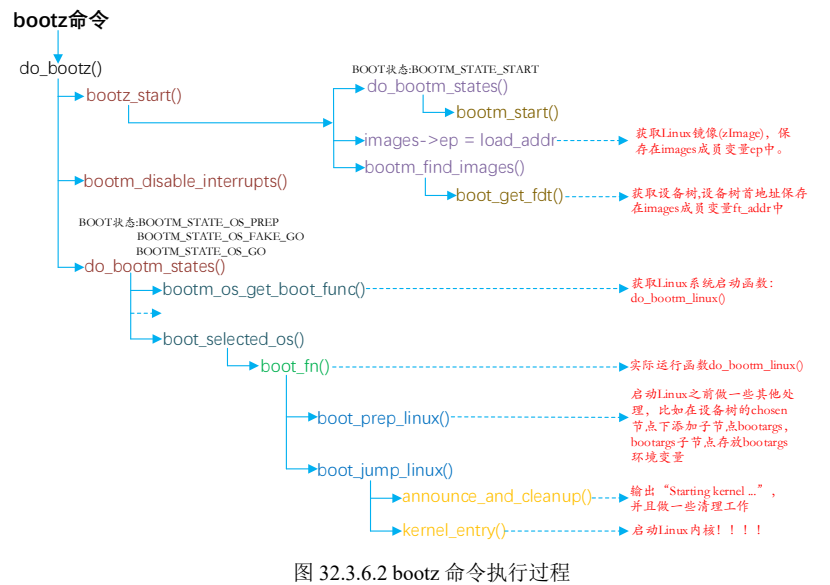 bootz命令
do_bootz()
BOOT状态:BOOTM_STATE_START
do_bootm_states()
bootz_start()
bootm_start()
images->ep = load_addr
获取Linux镜像(zImage)，保
存在images成员变量ep中。
bootm_find_images()
bootm_disable_interrupts()
boot_get_fdt()
获取设备树,设备树首地址保存
在images成员变量ft_addr中
BOOT状态:BOOTM_STATE_OS_PREP
BOOTM_STATE_OS_FAKE_GO
BOOTM_STATE_OS_GO
do_bootm_states()
bootm_os_get_boot_func()
获取Linux系统启动函数：
do_bootm_linux()
boot_selected_os()
boot_fn()
实际运行函数do_bootm_linux()
启动Linux之前做一些其他处
理，比如在设备树的chosen
节点下添加子节点bootargs，
bootargs子节点存放bootargs
环境变量
boot_prep_linux()
boot_jump_linux()
announce_and_cleanup()
输出“Starting kernel ...”，
并且做一些清理工作
kernel_entry()
启动Linux内核！！！！
图 32.3.6.2 bootz 命令执行过程